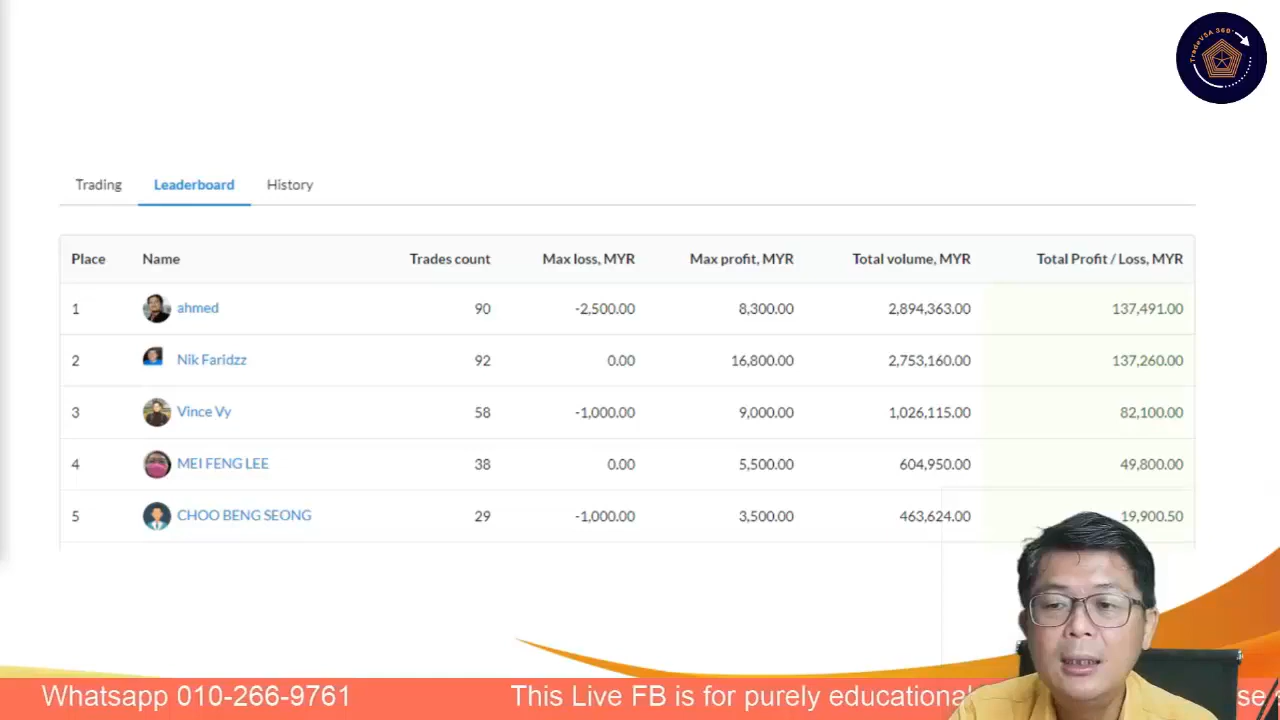 TradeVSA 360°
Trading Leaderboard History
Place Name Trades count Max loss, MYR Max profit, MYR Total volume, MYR Total Profit / Loss, MYR
1 ahmed 90 -2,500.00 8,300.00 2,894,363.00 137,491.00
2 Nik Faridzz 92 0.00 16,800.00 2,753,160.00 137,260.00
3 Vince Vy 58 -1,000.00 9,000.00 1,026,115.00 82,100.00
4 MEI FENG LEE 38 0.00 5,500.00 604,950.00 49,800.00
5 CHOO BENG SEONG 29 -1,000.00 3,500.00 463,624.00 19,900.50
Whatsapp 010-266-9761 This Live FB is for purely educational